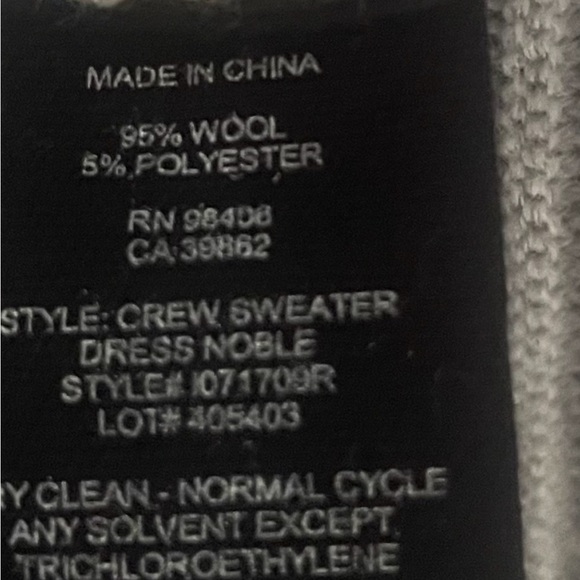 MADE IN CHINA
95% WOOL
5% POLYESTER
RN 98408
CA 39862
STYLE: CREW SWEATER
DRESS NOBLE
STYLE# I071709R
LOT# 405403
RY CLEAN - NORMAL CYCLE
ANY SOLVENT EXCEPT
TRICHLOROETHYLENE